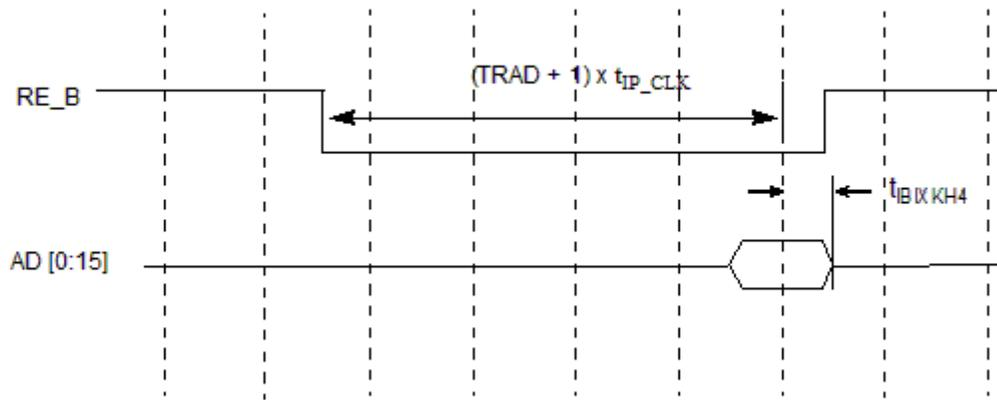 (TRAD + 1) x tIP_CLK
RE_B
tIBIXKH4
AD [0:15]